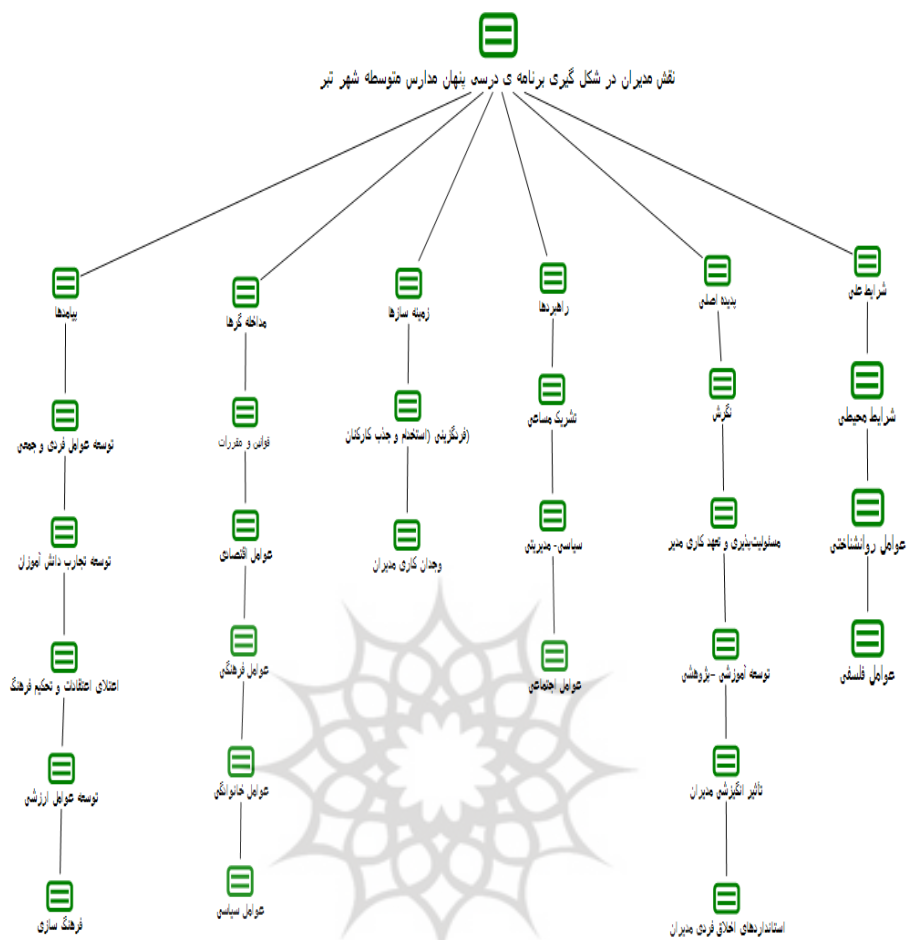 نقش مدیران در شکل گیری برنامه ی درسی پنهان مدارس متوسطه شهر تبر
شرایط علی
شرایط محیطی
عوامل روانشناختی
عوامل فلسفی
پدیده اصلی
نگرش
مسئولیت‌پذیری و تعهد کاری مدیر
توسعه آموزشی -پژوهشی
تاثیر انگیزشی مدیران
استانداردهای اخلاق فردی مدیران
راهبردها
تشریک مساعی
سیاسی- مدیریتی
عوامل اجتماعی
زمینه سازها
(فردگزینی (استخدام و جذب کارکنان
وجدان کاری مدیران
مداخله گرها
قوانین و مقررات
عوامل اقتصادی
عوامل فرهنگی
عوامل خانوادگی
عوامل سیاسی
پیامدها
توسعه عوامل فردی و جمعی
توسعه تجارب دانش آموزان
اعتلای اعتقادات و تحکیم فرهنگ
توسعه عوامل ارزشی
فرهنگ سازی